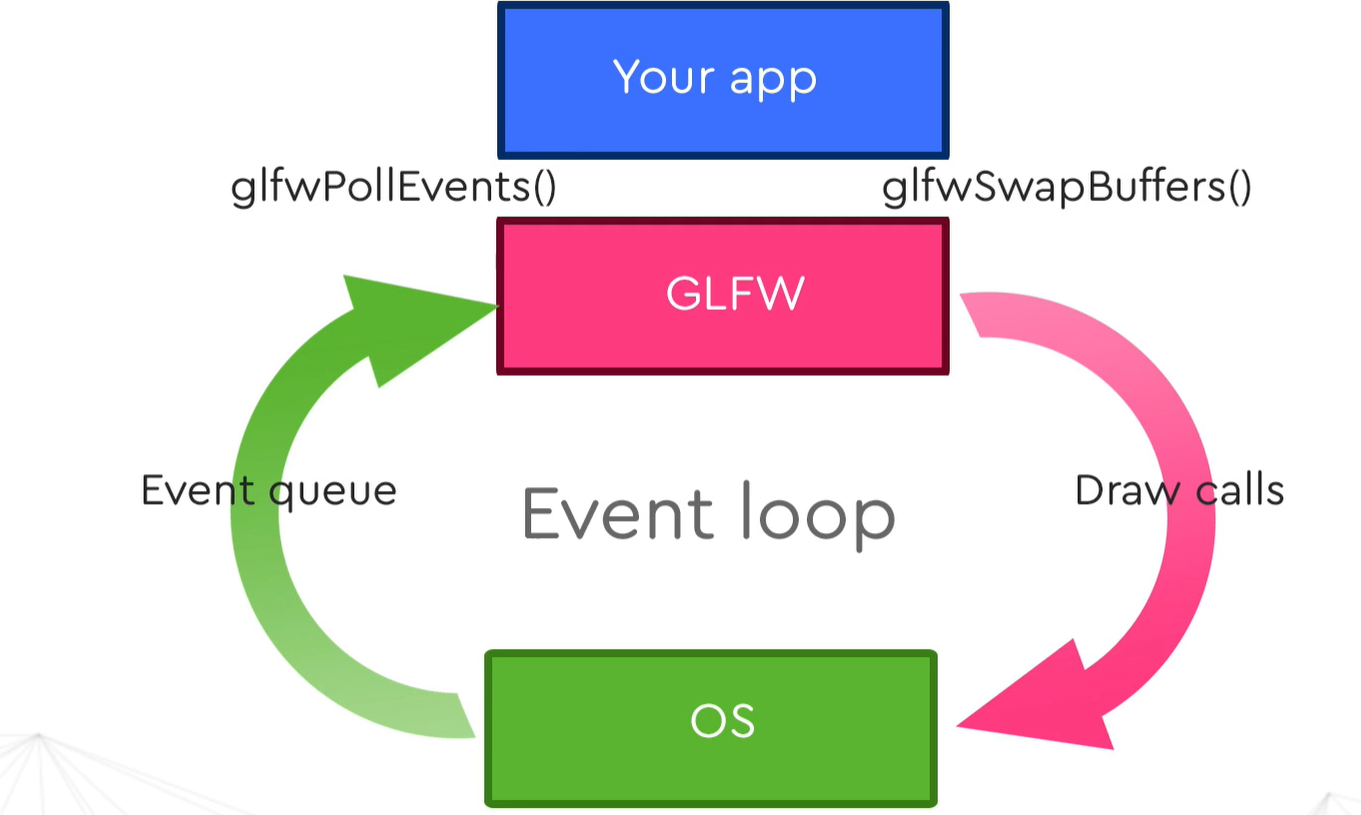 Your app
glfwPollEvents()
glfwSwapBuffers()
GLFW
Event queue
Event loop
Draw calls
OS